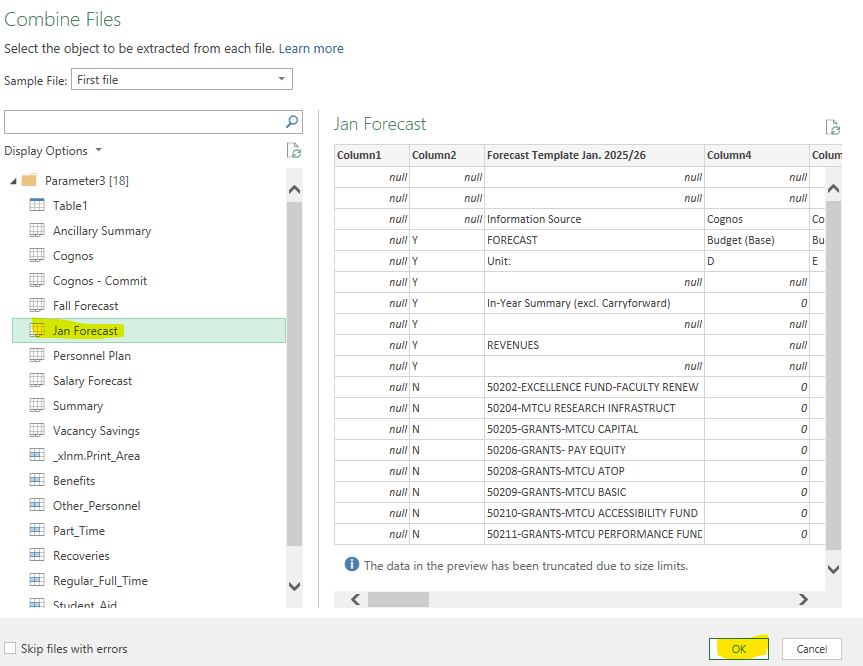 Combine Files
Select the object to be extracted from each file. Learn more
Sample File: First file
Display Options
Parameter3 [18]
Table1
Ancillary Summary
Cognos
Cognos - Commit
Fall Forecast
Jan Forecast
Personnel Plan
Salary Forecast
Summary
Vacancy Savings
_xlnm.Print_Area
Benefits
Other_Personnel
Part_Time
Recoveries
Regular_Full_Time
Student_Aid
Jan Forecast
Column1 Column2 Forecast Template Jan. 2025/26 Column4 Colum
null null null null
null null null null
null null Information Source Cognos Co
null Y FORECAST Budget (Base) Bu
null Y Unit: D E
null Y null null
null Y In-Year Summary (excl. Carryforward) 0
null Y null null
null Y REVENUES null
null Y null null
null N 50202-EXCELLENCE FUND-FACULTY RENEW 0
null N 50204-MTCU RESEARCH INFRASTRUCT 0
null N 50205-GRANTS-MTCU CAPITAL 0
null N 50206-GRANTS- PAY EQUITY 0
null N 50208-GRANTS-MTCU ATOP 0
null N 50209-GRANTS-MTCU BASIC 0
null N 50210-GRANTS-MTCU ACCESSIBILITY FUND 0
null N 50211-GRANTS-MTCU PERFORMANCE FUND 0
The data in the preview has been truncated due to size limits.
Skip files with errors
OK
Cancel